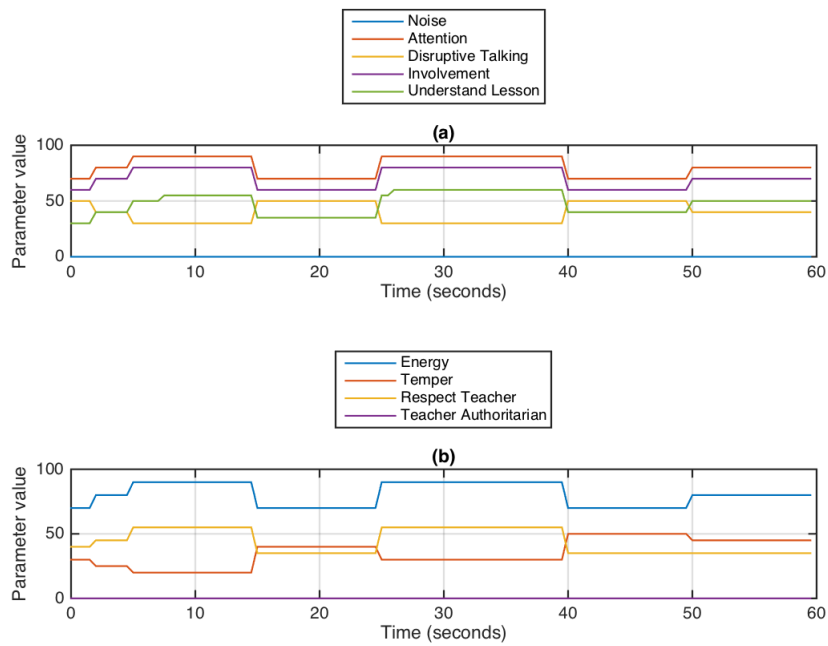 Noise
Attention
Disruptive Talking
Involvement
Understand Lesson
(a)
100
50
0
Parameter value
0 10 20 30 40 50 60
Time (seconds)
Energy
Temper
Respect Teacher
Teacher Authoritarian
(b)
100
50
0
Parameter value
0 10 20 30 40 50 60
Time (seconds)